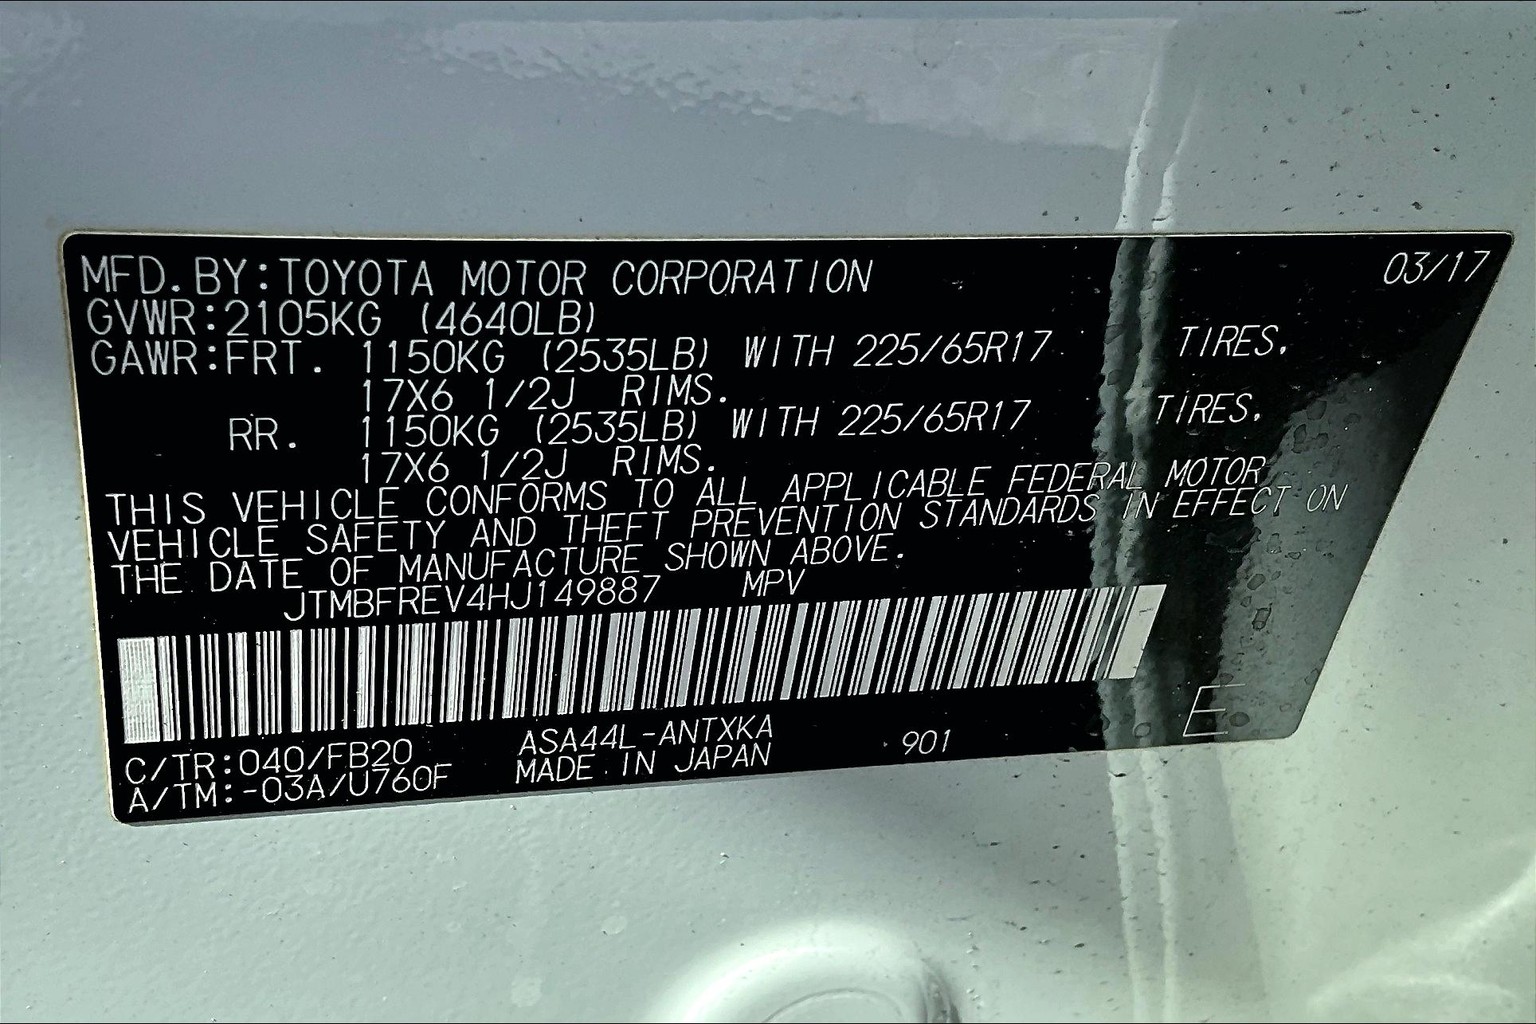 MFD.BY:TOYOTA MOTOR CORPORATION 03/17
GVWR:2105KG (4640LB)
GAWR:FRT. 1150KG (2535LB) WITH 225/65R17 TIRES.
17X6 1/2J RIMS.
RR. 1150KG (2535LB) WITH 225/65R17 TIRES.
17X6 1/2J RIMS.
THIS VEHICLE CONFORMS TO ALL APPLICABLE FEDERAL MOTOR
VEHICLE SAFETY AND THEFT PREVENTION STANDARDS IN EFFECT ON
THE DATE OF MANUFACTURE SHOWN ABOVE.
JTMBFREV4HJ149887 MPV
C/TR:040/FB20 ASA44L-ANTXKA 901 E
A/TM:-03A/U760F MADE IN JAPAN